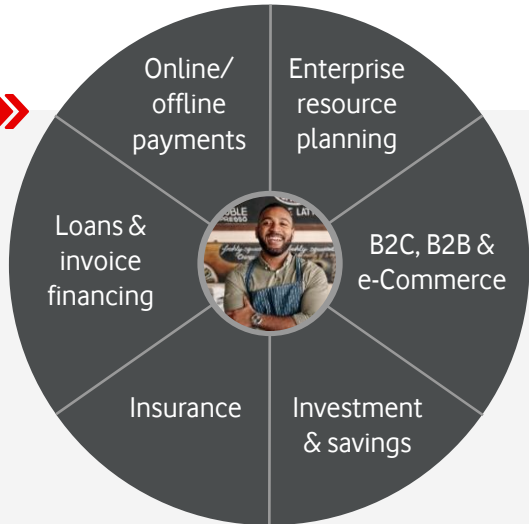 Online/
offline
payments
Enterprise
resource
planning
Loans &
invoice
financing
B2C, B2B &
e-Commerce
Insurance
Investment
& savings